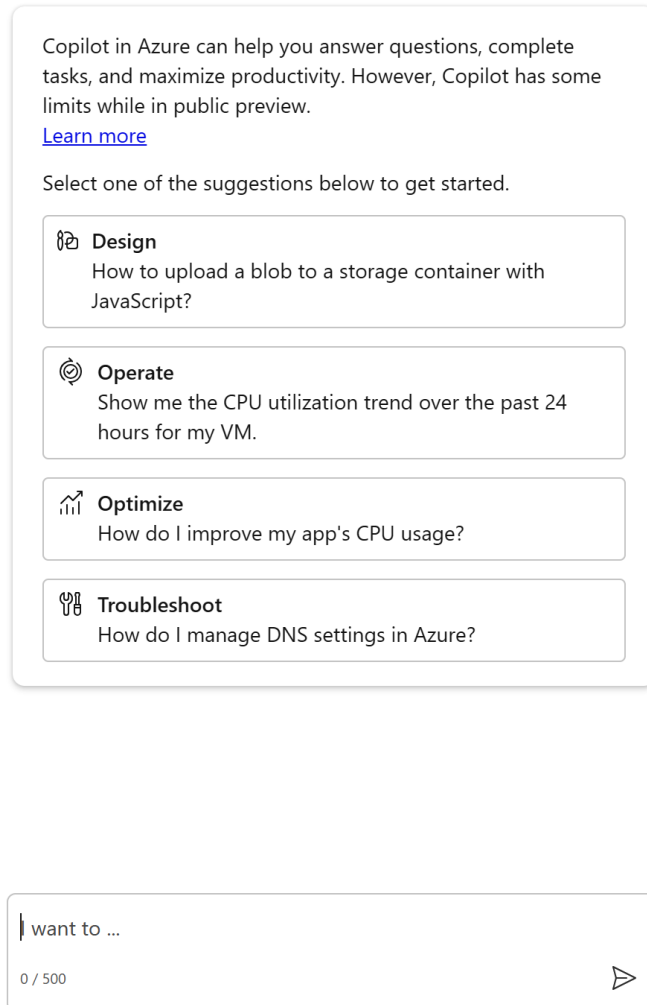 Copilot in Azure can help you answer questions, complete
tasks, and maximize productivity. However, Copilot has some
limits while in public preview.
Learn more
Select one of the suggestions below to get started.
Design
How to upload a blob to a storage container with
JavaScript?
Operate
Show me the CPU utilization trend over the past 24
hours for my VM.
Optimize
How do I improve my app's CPU usage?
Troubleshoot
How do I manage DNS settings in Azure?
I want to ...
0 / 500